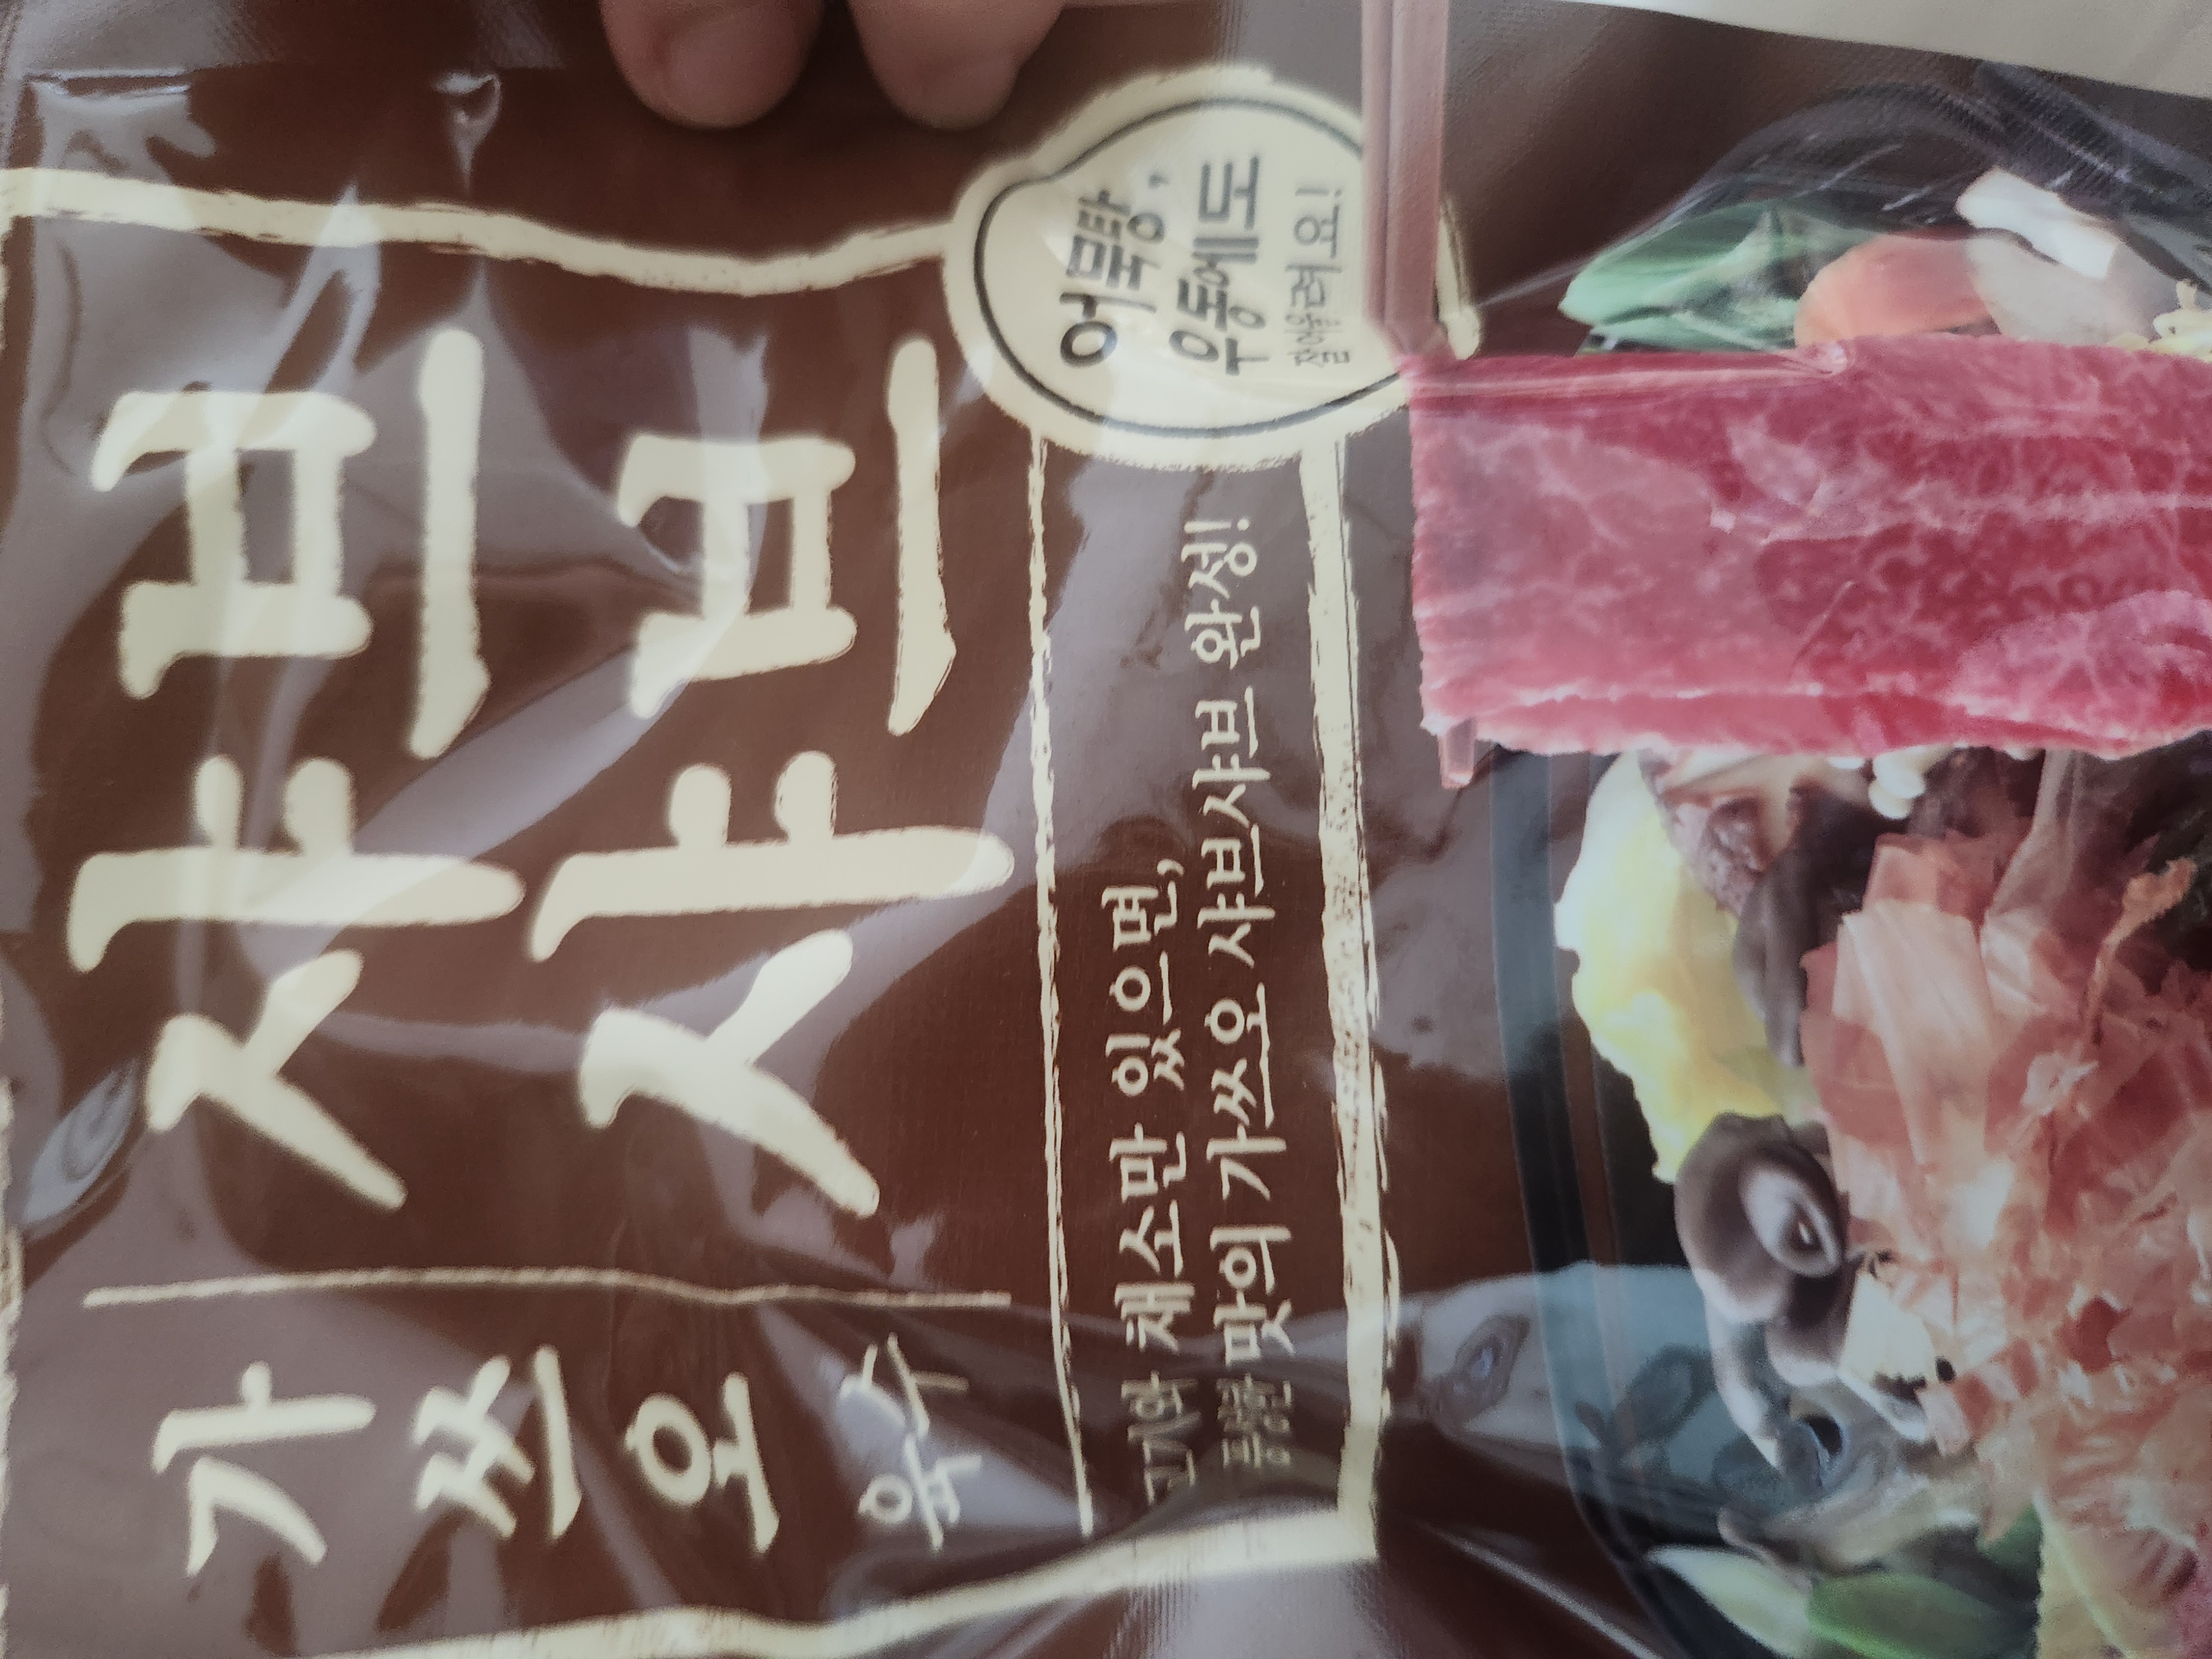 가쓰오
육수
샤브
샤브
고기와 채소만 있으면,
풍성한 맛의 가쓰오 샤브샤브 완성!
어묵탕,
우동에도
잘어울려요!